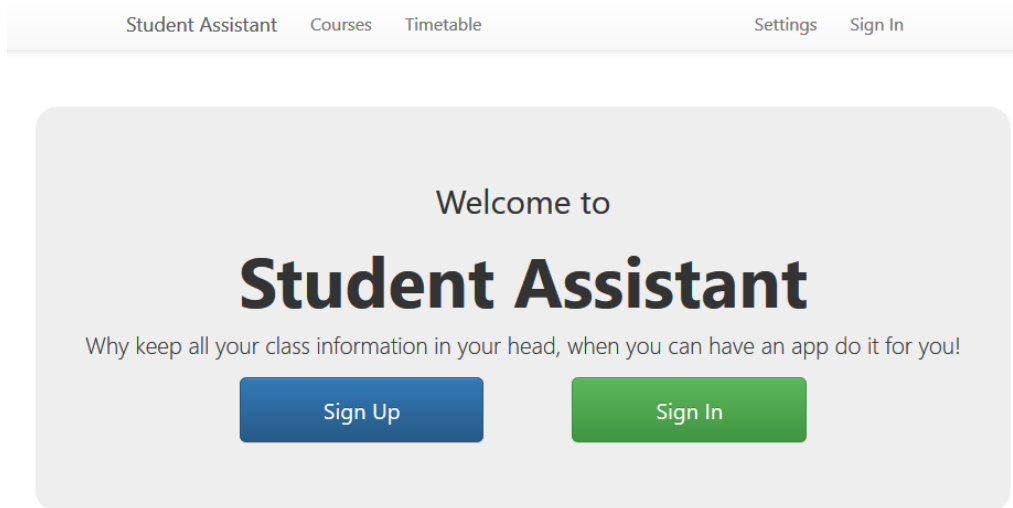 Student Assistant Courses Timetable Settings Sign In
Welcome to
Student Assistant
Why keep all your class information in your head, when you can have an app do it for you!
Sign Up Sign In